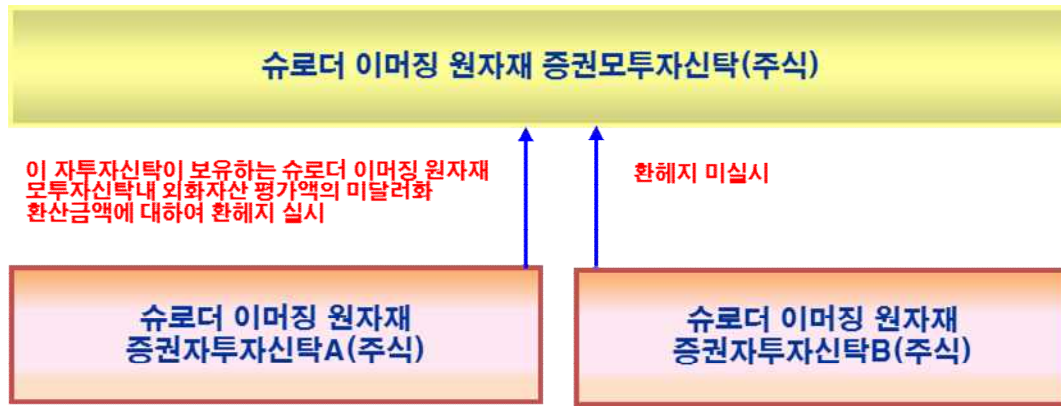 슈로더 이머징 원자재 증권모투자신탁(주식)
이 자투자신탁이 보유하는 슈로더 이머징 원자재
모투자신탁내 외화자산 평가액의 미달러화
환산금액에 대하여 환헤지 실시
환헤지 미실시
슈로더 이머징 원자재
증권자투자신탁A(주식)
슈로더 이머징 원자재
증권자투자신탁B(주식)